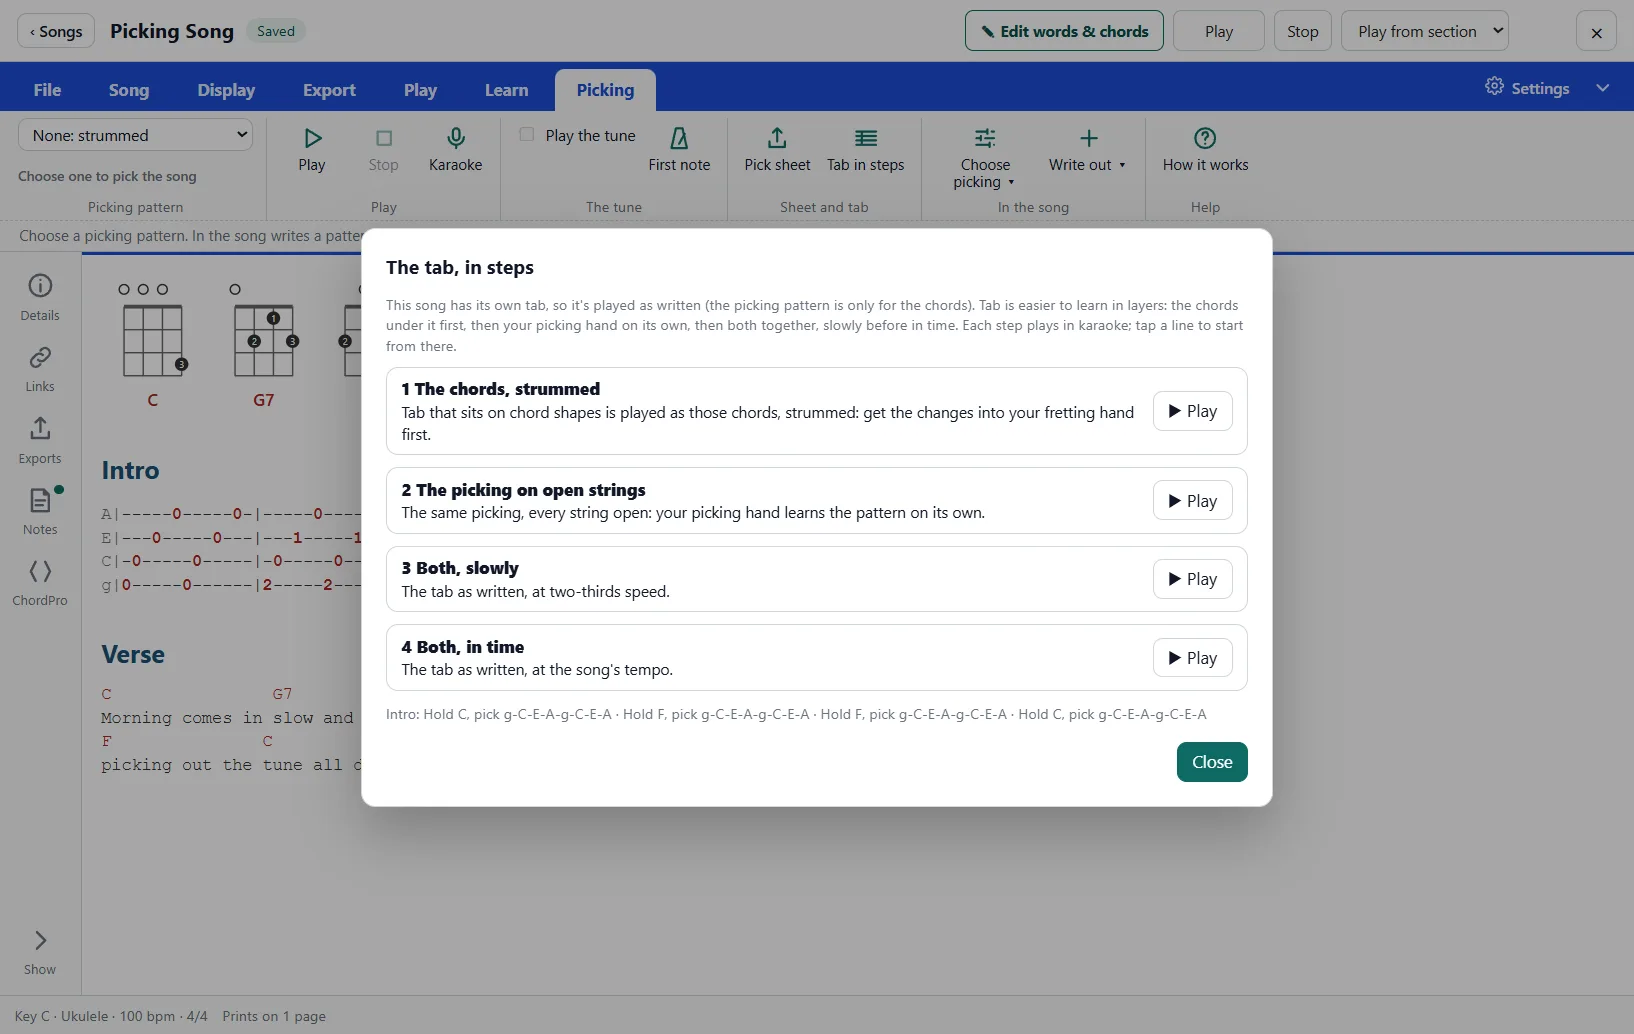 ‹ Songs
Picking Song
Saved
Edit words & chords
Play
Stop
Play from section
×
File
Song
Display
Export
Play
Learn
Picking
Settings
None: strummed
Choose one to pick the song
Picking pattern
Play
Stop
Karaoke
Play
Play the tune
First note
The tune
Pick sheet
Tab in steps
Sheet and tab
Choose picking ▾
Write out ▾
In the song
How it works
Help
Choose a picking pattern. In the song writes a
Details
Links
Exports
Notes
ChordPro
Show
1
2
3
2
3
C
G7
Intro
A|-----0-----0-|-----0----
E|---0-----0---|---1-----1
C|-0-----0-----|-0-----0--
g|0-----0------|2-----2---
Verse
C G7
Morning comes in slow and
F C
picking out the tune all
The tab, in steps
This song has its own tab, so it's played as written (the picking pattern is only for the chords). Tab is easier to learn in layers: the chords
under it first, then your picking hand on its own, then both together, slowly before in time. Each step plays in karaoke; tap a line to start
from there.
1 The chords, strummed
Tab that sits on chord shapes is played as those chords, strummed: get the changes into your fretting hand
first.
▶ Play
2 The picking on open strings
The same picking, every string open: your picking hand learns the pattern on its own.
▶ Play
3 Both, slowly
The tab as written, at two-thirds speed.
▶ Play
4 Both, in time
The tab as written, at the song's tempo.
▶ Play
Intro: Hold C, pick g-C-E-A-g-C-E-A · Hold F, pick g-C-E-A-g-C-E-A · Hold F, pick g-C-E-A-g-C-E-A · Hold C, pick g-C-E-A-g-C-E-A
Close
Key C · Ukulele · 100 bpm · 4/4 Prints on 1 page